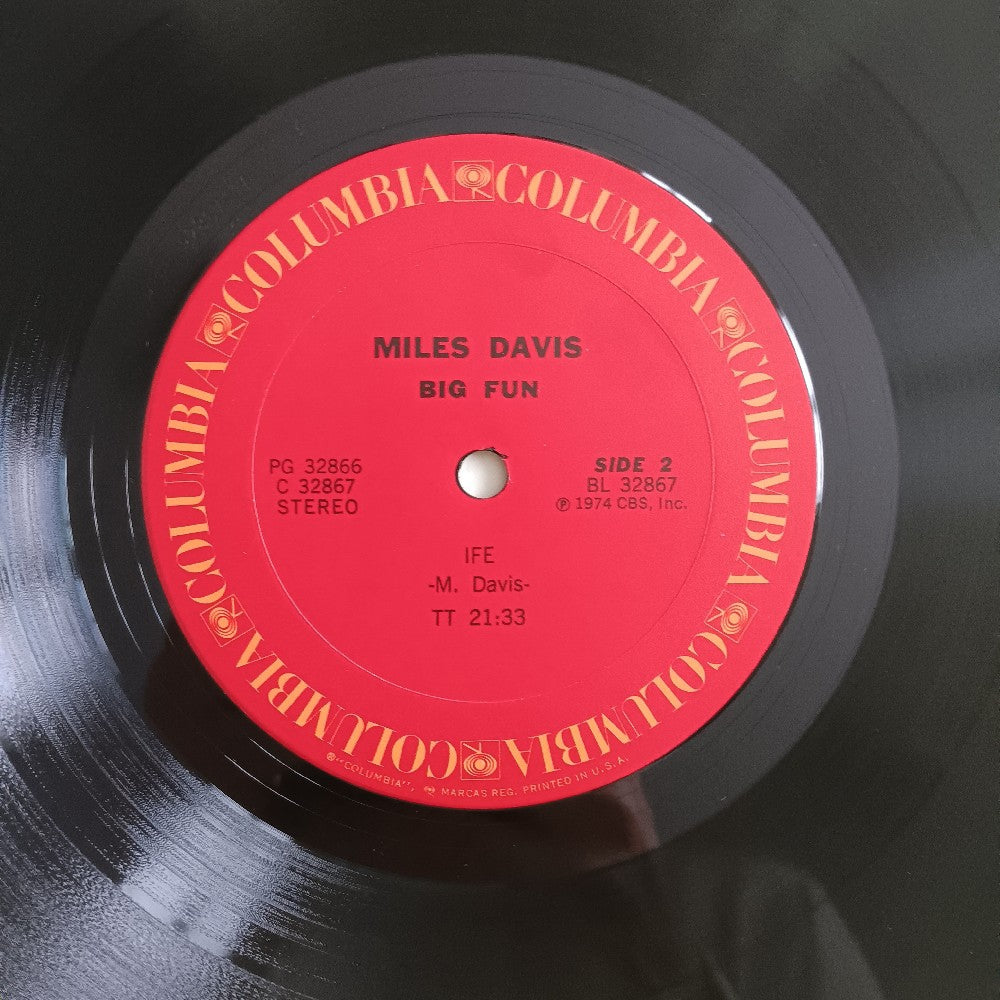 COLUMBIA COLUMBIA COLUMBIA COLUMBIA COLUMBIA COLUMBIA
MILES DAVIS
BIG FUN
PG 32866
C 32867
STEREO
SIDE 2
BL 32867
℗ 1974 CBS, Inc.
IFE
-M. Davis-
TT 21:33
®"COLUMBIA", MARCAS REG. PRINTED IN U.S.A.